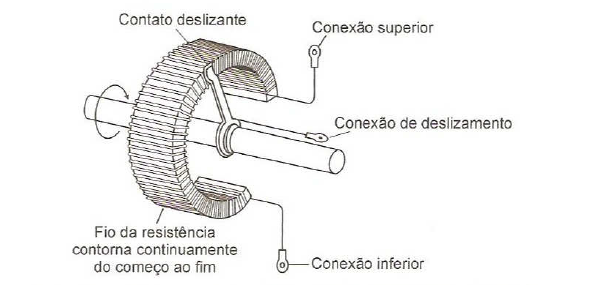 Contato deslizante
Conexão superior
Conexão de deslizamento
Fio da resistência
contorna continuamente
do começo ao fim
Conexão inferior